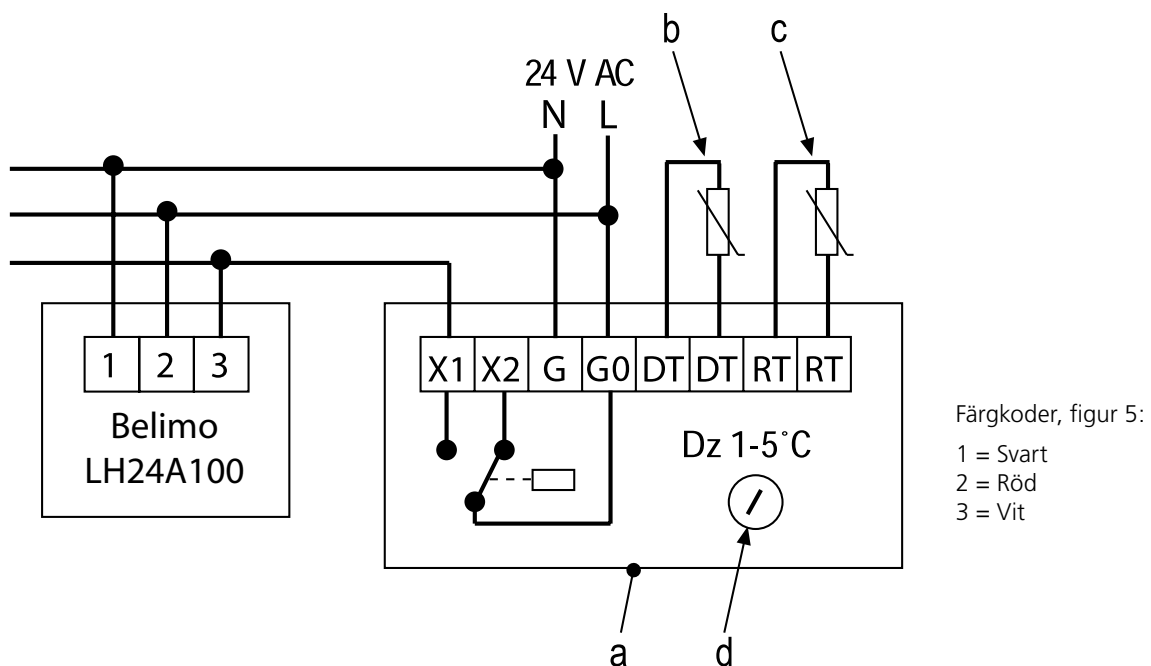 b
c
24 V AC
N L
1 2 3
X1 X2 G G0 DT DT RT RT
Belimo
LH24A100
Dz 1-5°C
a
d
Färgkoder, figur 5:
1 = Svart
2 = Röd
3 = Vit